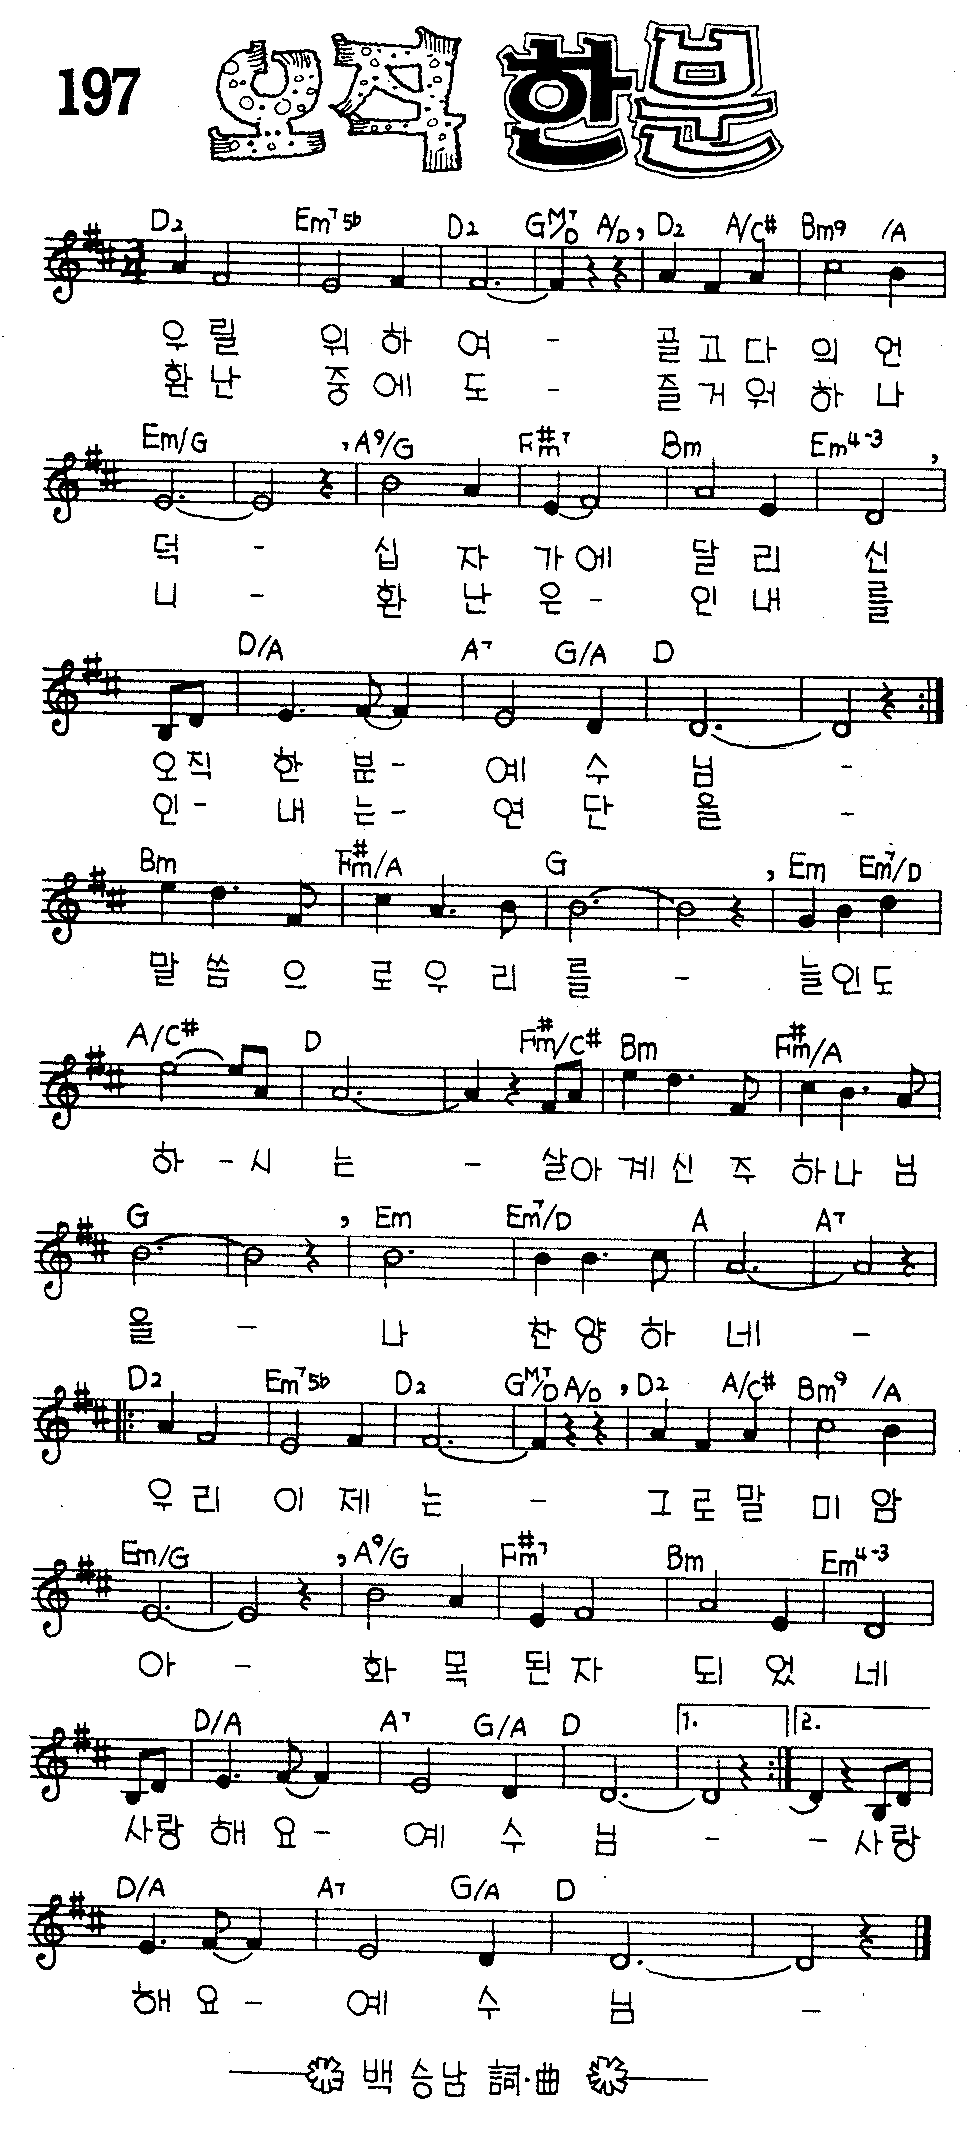 197 오직 한분
D2 Em7 5b D2 GM7/D A/D , D2 A/C# Bm9 /A
3/4
우릴 위하여 - 골고다의 언
환난 중에도 - 즐거워하나
Em/G , A9/G F#m7 Bm Em4-3 ,
덕 - 십자가에 달리신
니 - 환난은 - 인내를
D/A A7 G/A D
오직 한분 - 예수님 -
인 - 내는 - 연단을 -
Bm F#m/A G , Em Em7/D
말씀으로우리를 - 늘인도
A/C# D F#m/C# Bm F#m/A
하 - 시는 - 살아계신주 하나님
G , Em Em7/D A A7
을 - 나 찬양하네 -
D2 Em7 5b D2 GM7/D A/D , D2 A/C# Bm9 /A
우리 이제는 - 그로말미암
Em/G , A9/G F#m7 Bm Em4-3
아 - 화목된자 되었네
D/A A7 G/A D 1. 2.
사랑해요 - 예수님 - - 사랑
D/A A7 G/A D
해요 - 예수님 -
백승남 詞·曲